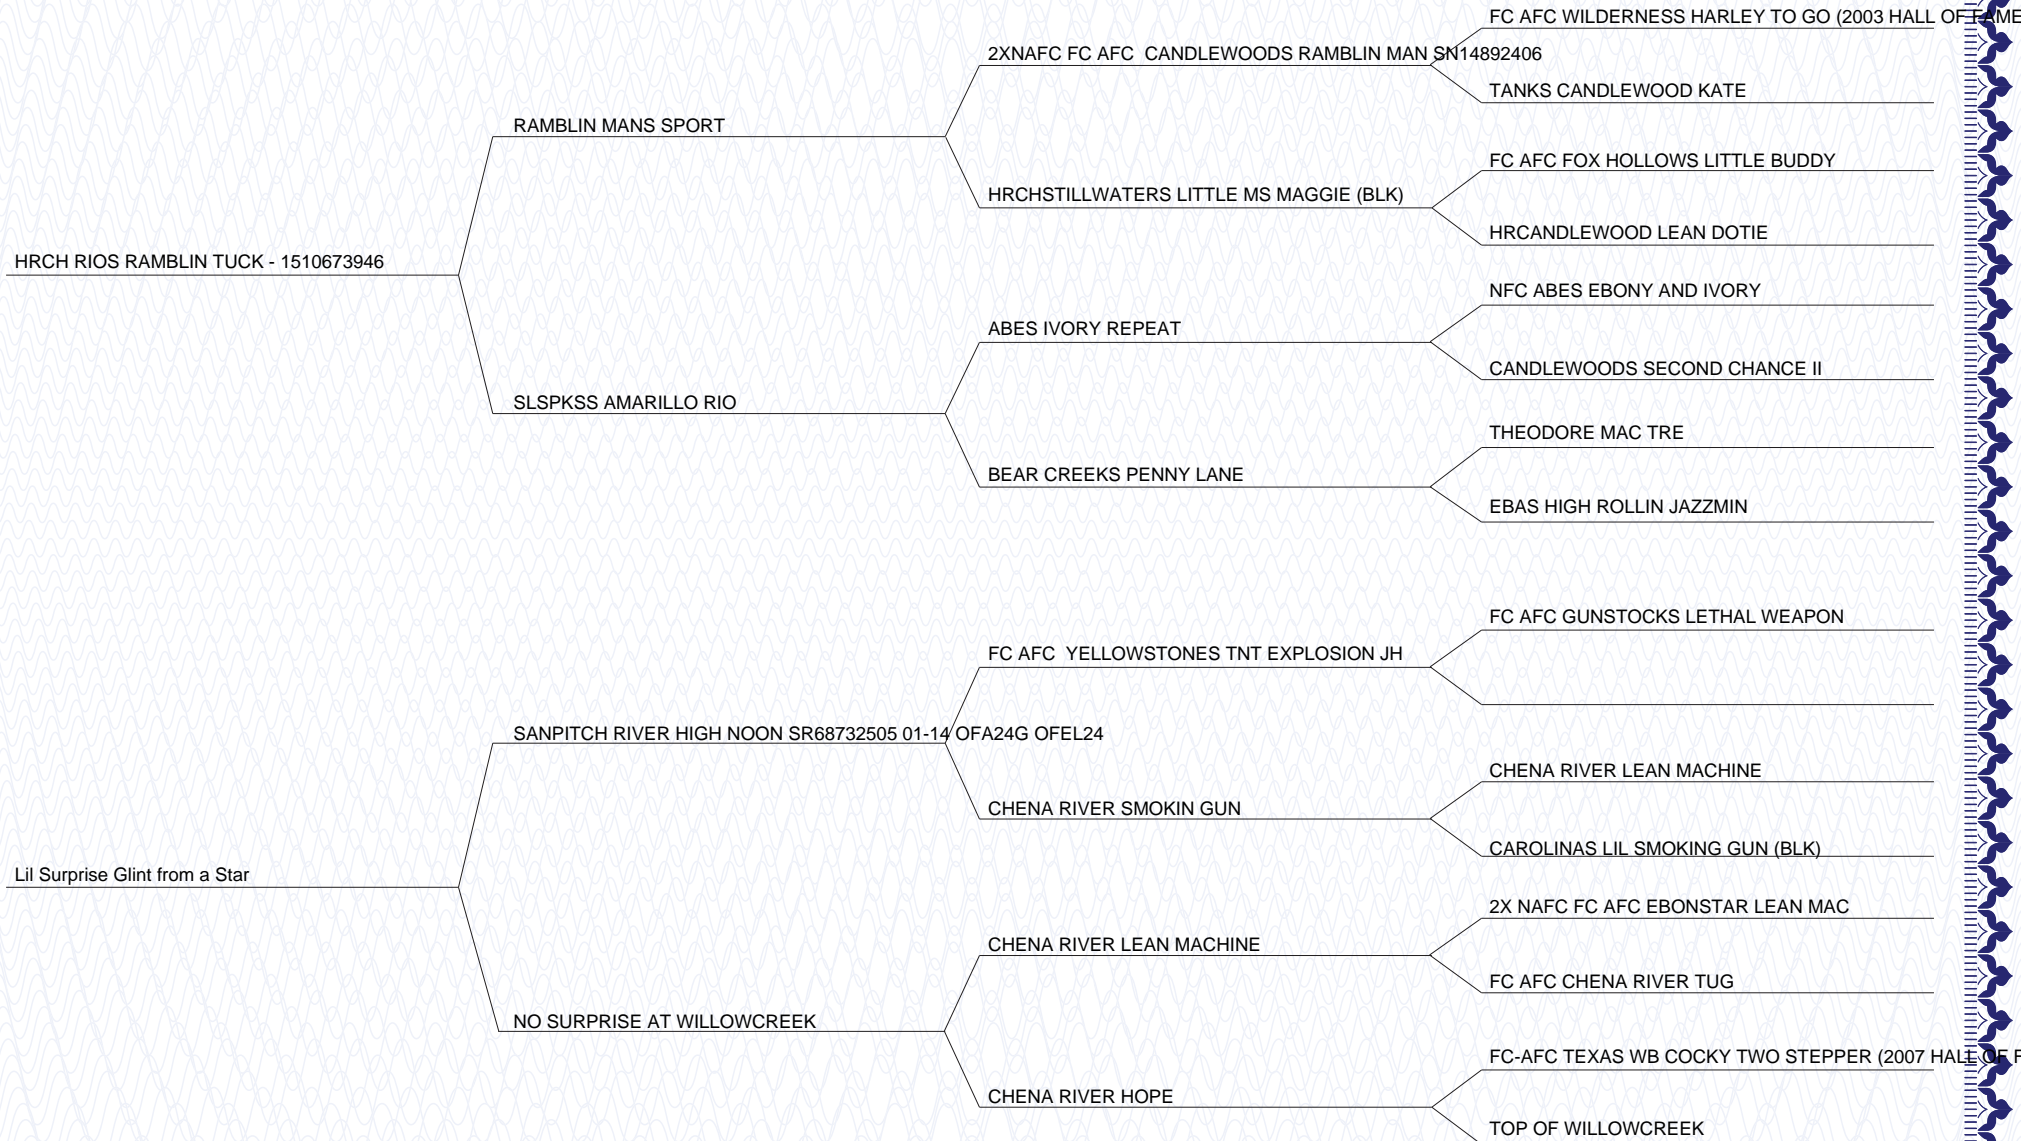 FC AFC WILDERNESS HARLEY TO GO (2003 HALL OF FAME
2XNAFC FC AFC  CANDLEWOODS RAMBLIN MAN SN14892406
TANKS CANDLEWOOD KATE
RAMBLIN MANS SPORT
FC AFC FOX HOLLOWS LITTLE BUDDY
HRCHSTILLWATERS LITTLE MS MAGGIE (BLK)
HRCANDLEWOOD LEAN DOTIE
HRCH RIOS RAMBLIN TUCK - 1510673946
NFC ABES EBONY AND IVORY
ABES IVORY REPEAT
CANDLEWOODS SECOND CHANCE II
SLSPKSS AMARILLO RIO
THEODORE MAC TRE
BEAR CREEKS PENNY LANE
EBAS HIGH ROLLIN JAZZMIN
FC AFC GUNSTOCKS LETHAL WEAPON
FC AFC  YELLOWSTONES TNT EXPLOSION JH
SANPITCH RIVER HIGH NOON SR68732505 01-14 OFA24G OFEL24
CHENA RIVER LEAN MACHINE
CHENA RIVER SMOKIN GUN
CAROLINAS LIL SMOKING GUN (BLK)
Lil Surprise Glint from a Star
2X NAFC FC AFC EBONSTAR LEAN MAC
CHENA RIVER LEAN MACHINE
FC AFC CHENA RIVER TUG
NO SURPRISE AT WILLOWCREEK
FC-AFC TEXAS WB COCKY TWO STEPPER (2007 HALL OF F
CHENA RIVER HOPE
TOP OF WILLOWCREEK